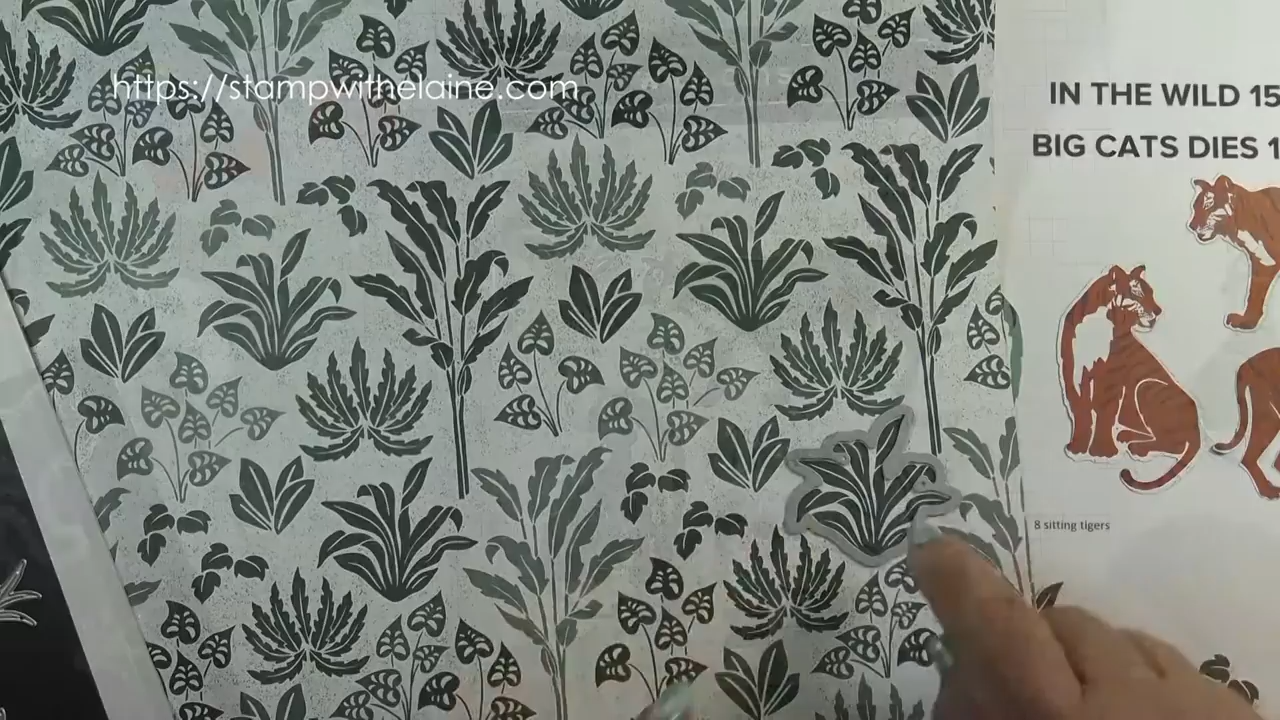 https://stampwithelaine.com
IN THE WILD 15
BIG CATS DIES 1
8 sitting tigers